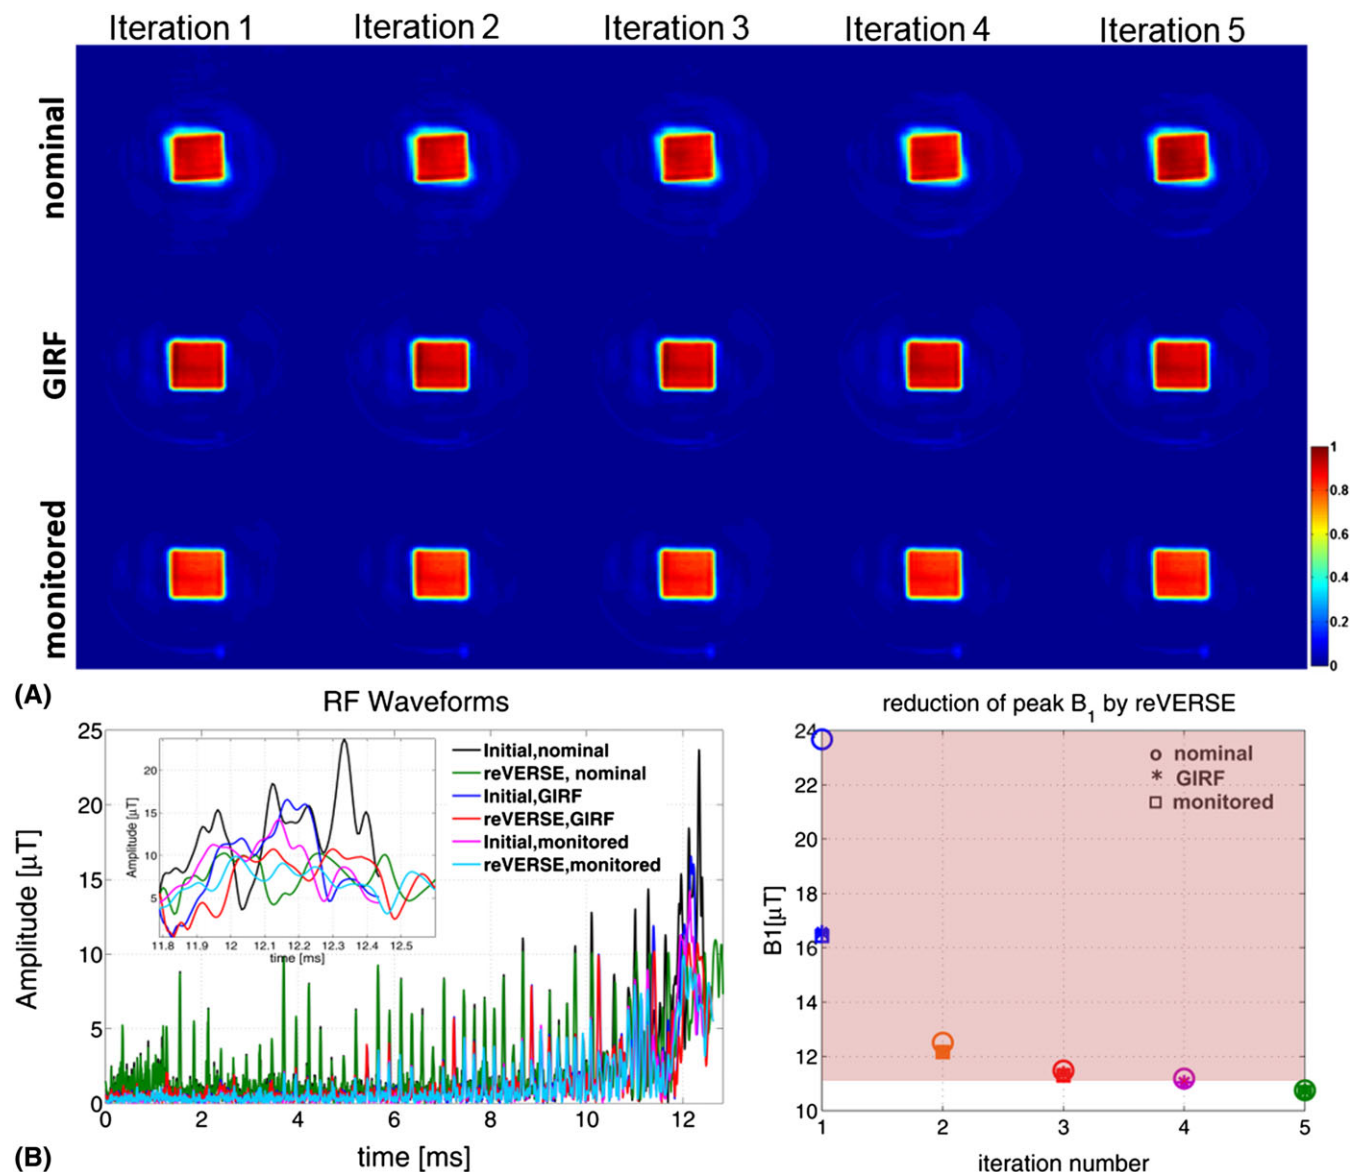 Iteration 1 Iteration 2 Iteration 3 Iteration 4 Iteration 5
nominal
GIRF
monitored
1
0.8
0.6
0.4
0.2
0
(A)
RF Waveforms
25
20
15
10
5
0
Amplitude [μT]
0 2 4 6 8 10 12
time [ms]
20
15
10
5
Amplitude [μT]
11.8 11.9 12 12.1 12.2 12.3 12.4 12.5
time [ms]
Initial,nominal
reVERSE, nominal
Initial,GIRF
reVERSE,GIRF
Initial,monitored
reVERSE,monitored
reduction of peak B1 by reVERSE
24
22
20
18
16
14
12
10
B1[μT]
nominal
GIRF
monitored
1 2 3 4 5
iteration number
(B)